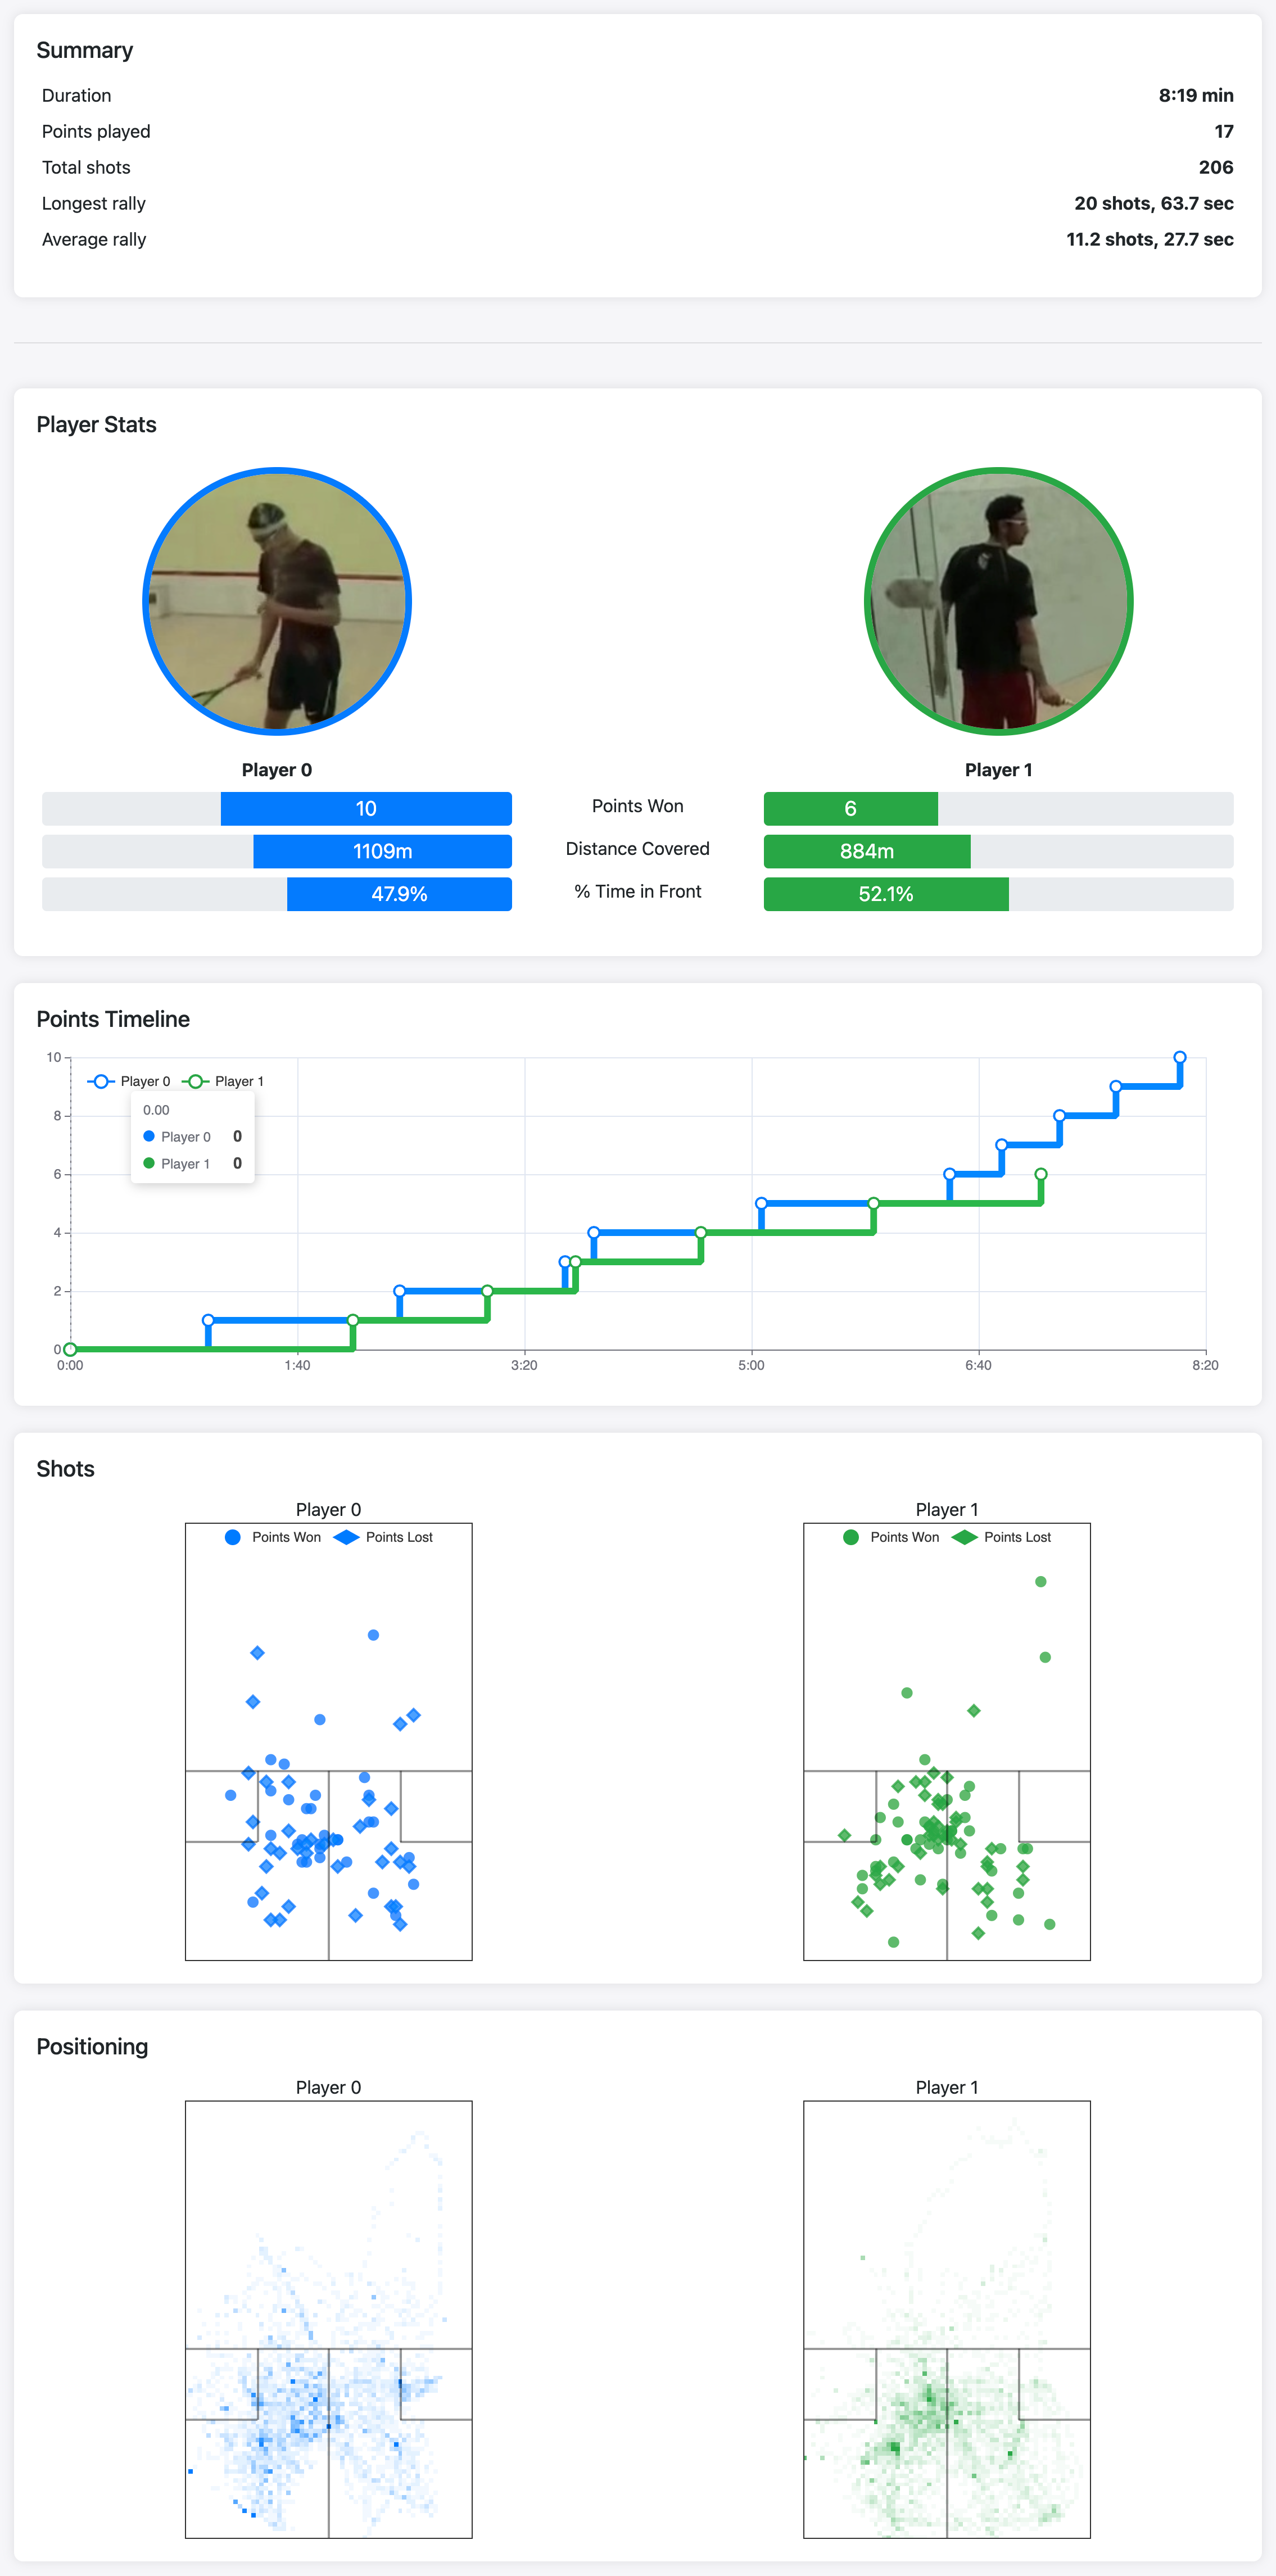 Summary
Duration 8:19 min
Points played 17
Total shots 206
Longest rally 20 shots, 63.7 sec
Average rally 11.2 shots, 27.7 sec
Player Stats
Player 0 Player 1
10 Points Won 6
1109m Distance Covered 884m
47.9% % Time in Front 52.1%
Points Timeline
10
Player 0 Player 1
0.00
8
Player 0 0
Player 1 0
6
4
2
0
0:00 1:40 3:20 5:00 6:40 8:20
Shots
Player 0 Player 1
Points Won Points Lost Points Won Points Lost
Positioning
Player 0 Player 1